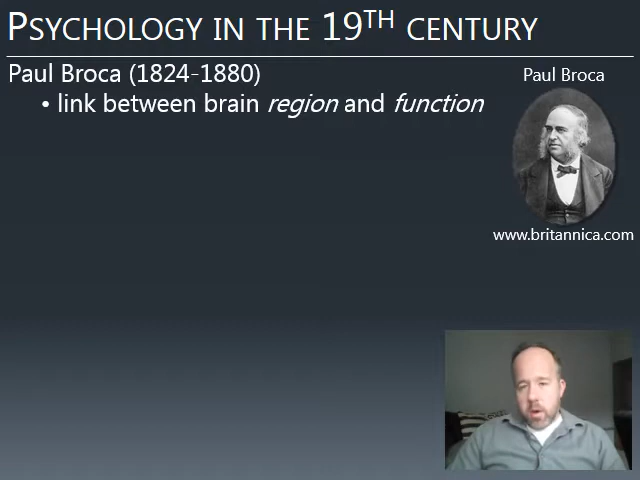 PSYCHOLOGY IN THE 19TH CENTURY
Paul Broca (1824-1880)
• link between brain region and function
Paul Broca
www.britannica.com